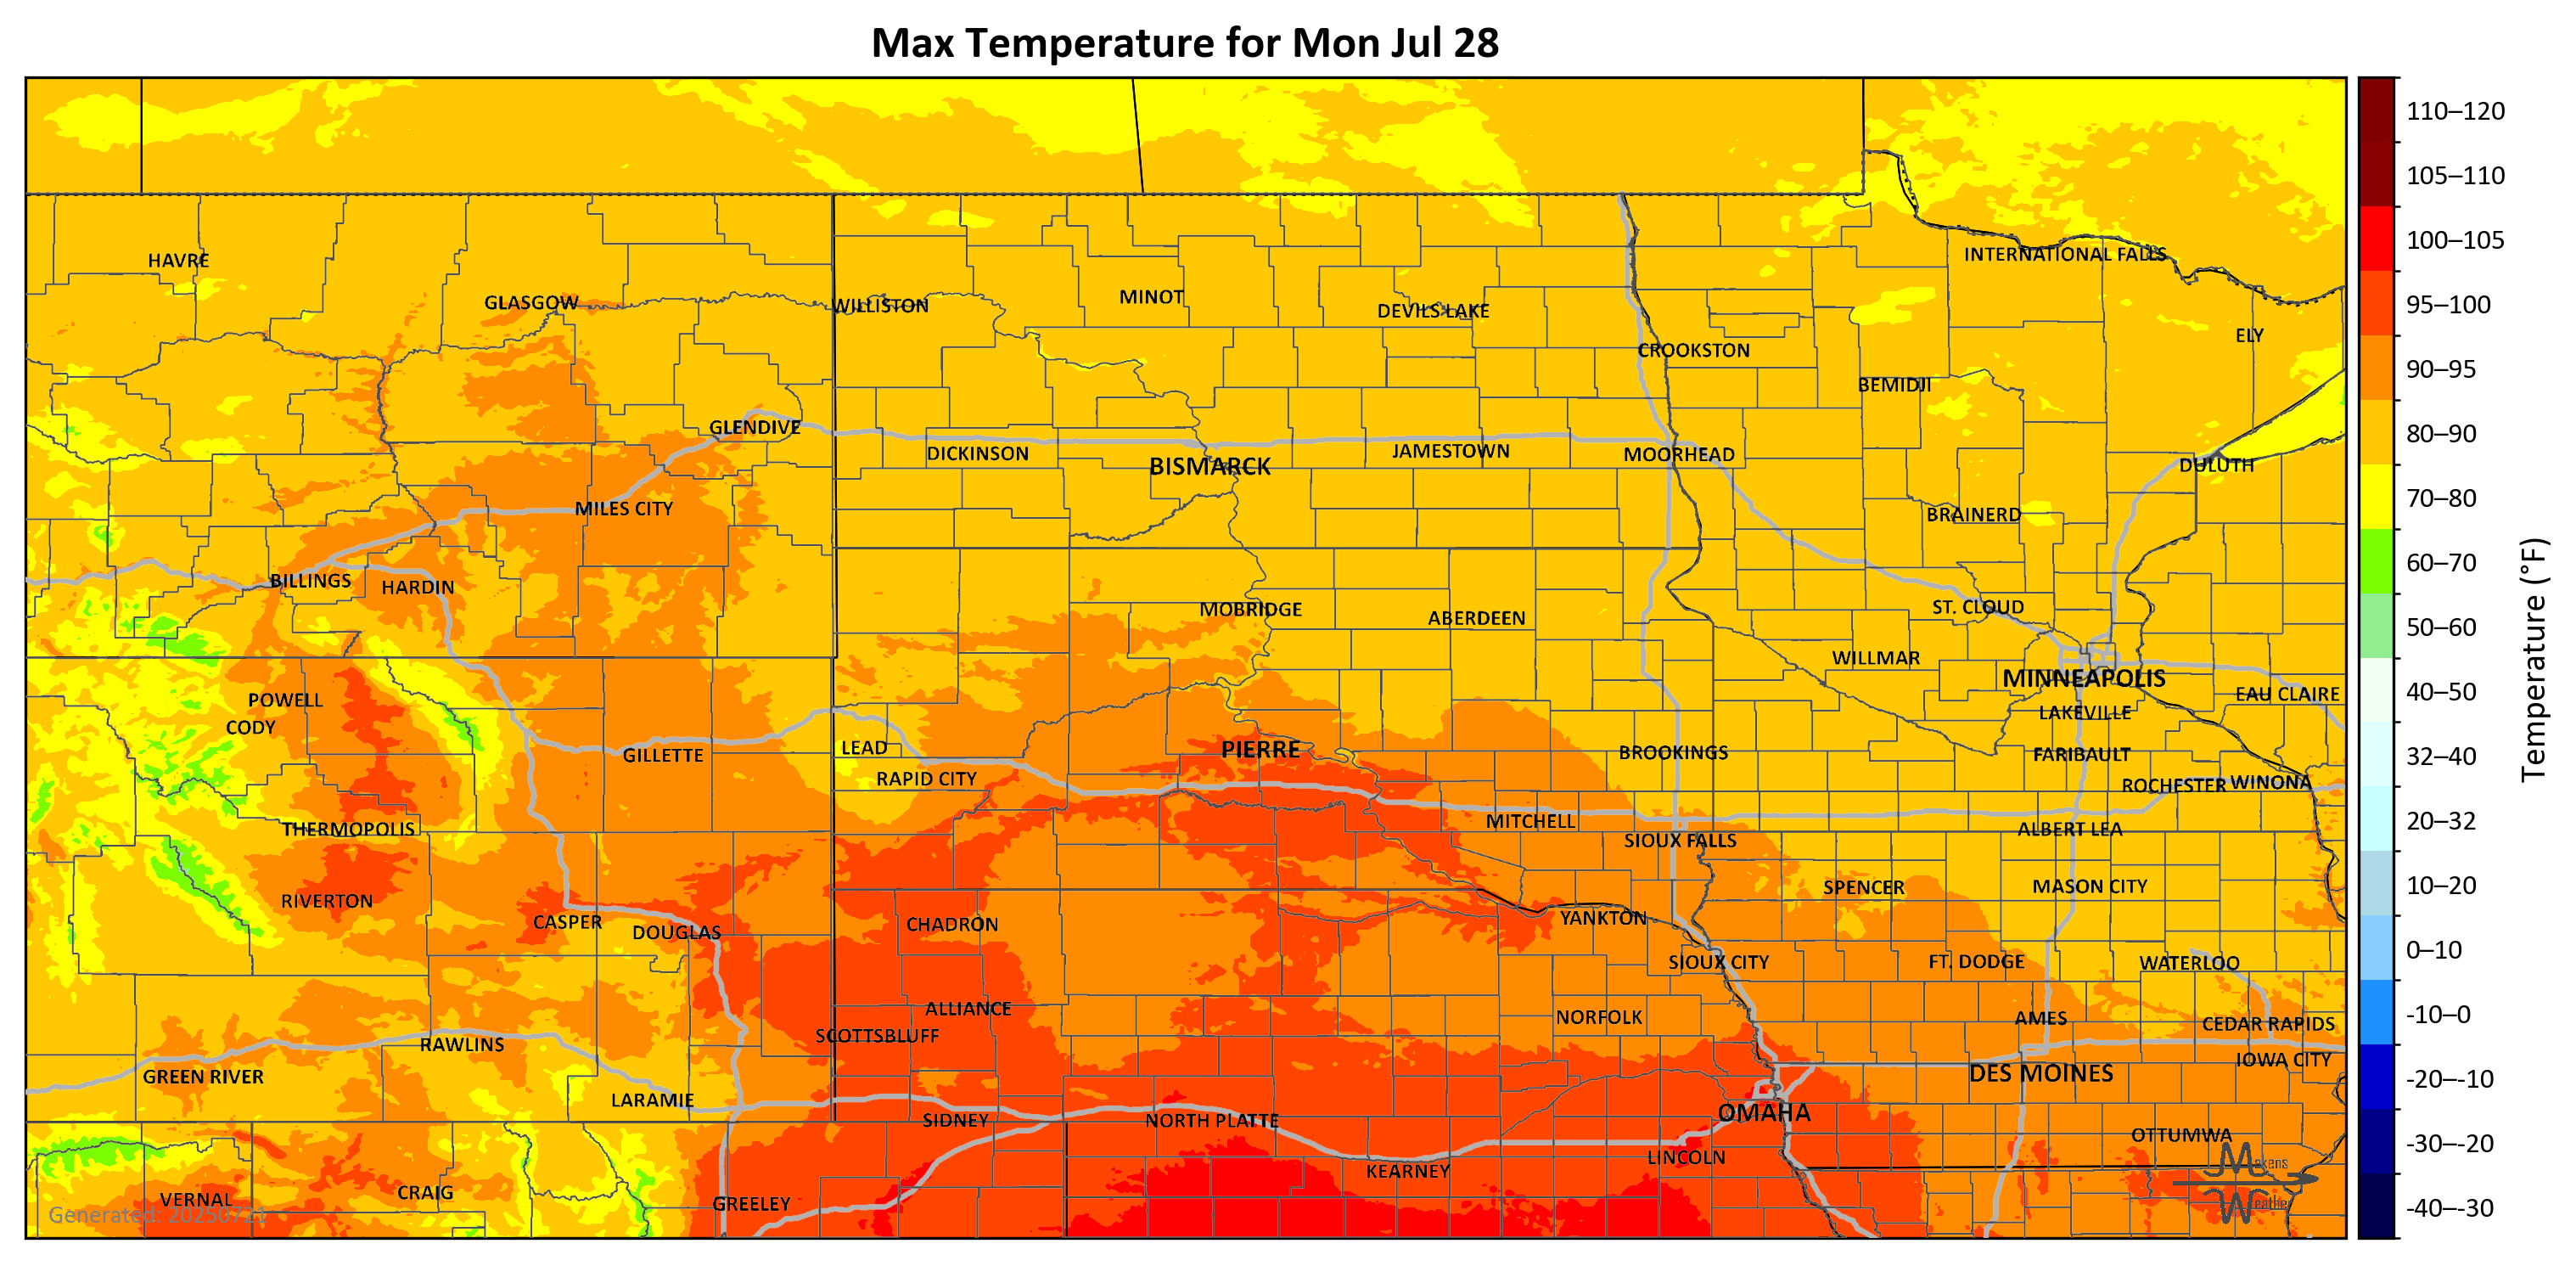 Max Temperature for Mon Jul 28
HAVRE
INTERNATIONAL FALLS
GLASGOW
WILLISTON
MINOT
DEVILS LAKE
ELY
CROOKSTON
BEMIDJI
GLENDIVE
DICKINSON
BISMARCK
JAMESTOWN
MOORHEAD
DULUTH
MILES CITY
BRAINERD
BILLINGS
HARDIN
MOBRIDGE
ABERDEEN
ST. CLOUD
WILLMAR
MINNEAPOLIS
EAU CLAIRE
POWELL
CODY
LAKEVILLE
GILLETTE
LEAD
PIERRE
BROOKINGS
FARIBAULT
RAPID CITY
ROCHESTER
WINONA
THERMOPOLIS
MITCHELL
SIOUX FALLS
ALBERT LEA
RIVERTON
SPENCER
MASON CITY
CASPER
DOUGLAS
CHADRON
YANKTON
SIOUX CITY
FT. DODGE
WATERLOO
ALLIANCE
NORFOLK
AMES
CEDAR RAPIDS
SCOTTSBLUFF
RAWLINS
IOWA CITY
GREEN RIVER
DES MOINES
LARAMIE
SIDNEY
NORTH PLATTE
OMAHA
OTTUMWA
KEARNEY
LINCOLN
VERNAL
CRAIG
GREELEY
Generated: 20250721
Makens
Weather
110–120
105–110
100–105
95–100
90–95
80–90
70–80
60–70
50–60
40–50
32–40
20–32
10–20
0–10
-10–0
-20–-10
-30–-20
-40–-30
Temperature (°F)